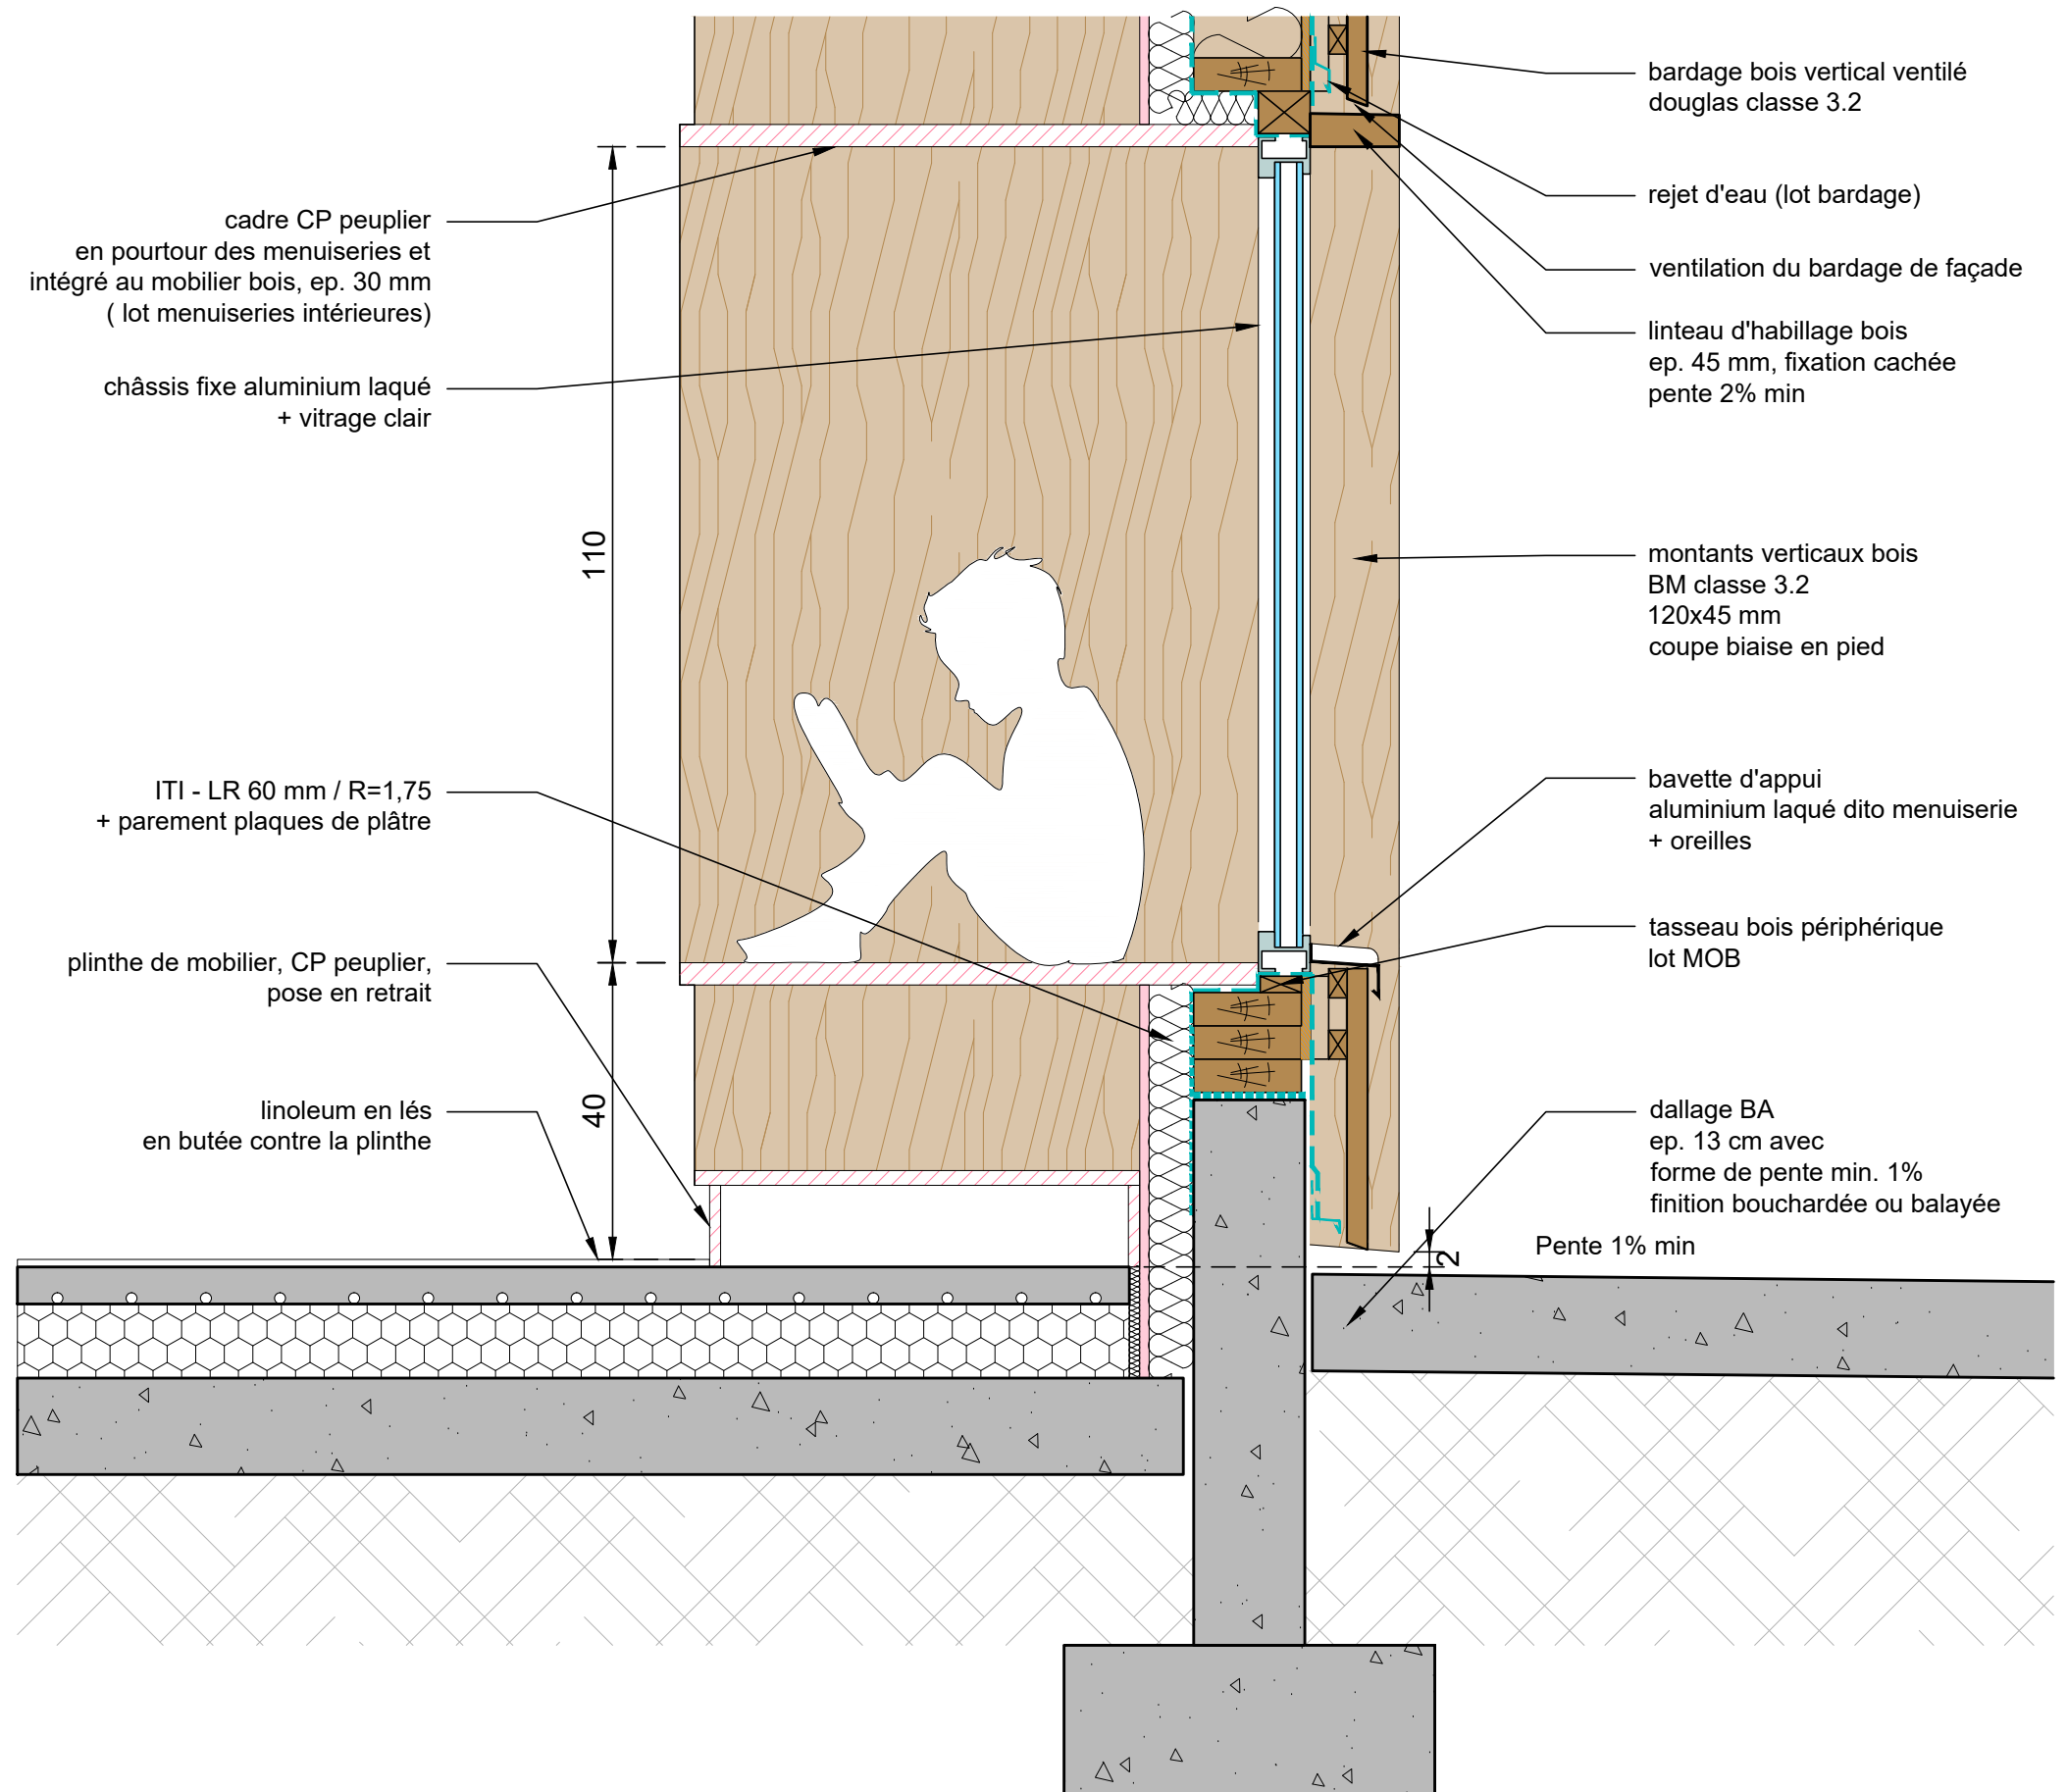 bardage bois vertical ventilé
douglas classe 3.2
rejet d'eau (lot bardage)
ventilation du bardage de façade
linteau d'habillage bois
ep. 45 mm, fixation cachée
pente 2% min
cadre CP peuplier
en pourtour des menuiseries et
intégré au mobilier bois, ep. 30 mm
( lot menuiseries intérieures)
châssis fixe aluminium laqué
+ vitrage clair
110
montants verticaux bois
BM classe 3.2
120x45 mm
coupe biaise en pied
ITI - LR 60 mm / R=1,75
+ parement plaques de plâtre
bavette d'appui
aluminium laqué dito menuiserie
+ oreilles
tasseau bois périphérique
lot MOB
plinthe de mobilier, CP peuplier,
pose en retrait
40
linoleum en lés
en butée contre la plinthe
dallage BA
ep. 13 cm avec
forme de pente min. 1%
finition bouchardée ou balayée
Pente 1% min
2